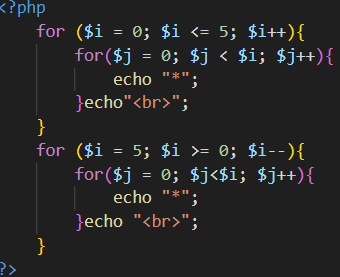 <?php
    for ($i = 0; $i <= 5; $i++){
        for($j = 0; $j < $i; $j++){
            echo "*";
        }echo"<br>";
    }
    for ($i = 5; $i >= 0; $i--){
        for($j = 0; $j<$i; $j++){
            echo "*";
        }echo "<br>";
    }
?>